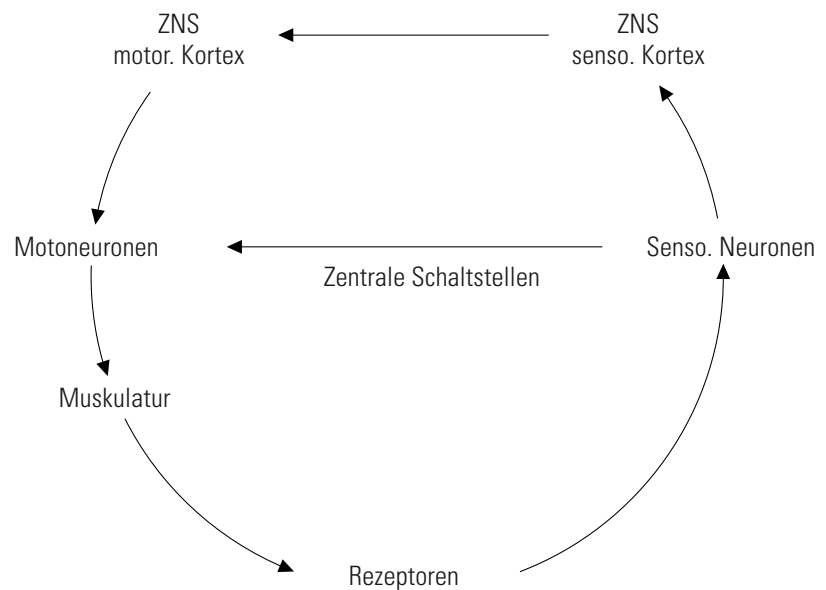 ZNS
motor. Kortex
ZNS
senso. Kortex
Motoneuronen
Senso. Neuronen
Zentrale Schaltstellen
Muskulatur
Rezeptoren